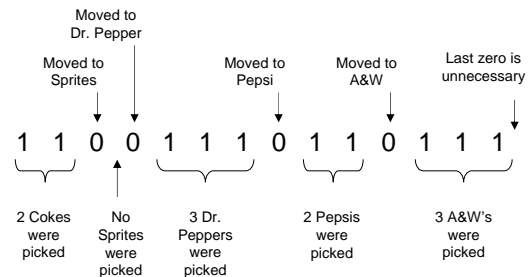 Moved to
Dr. Pepper
Moved to
Sprites
Moved to
Pepsi
Moved to
A&W
Last zero is
unnecessary
1 1 0 0 1 1 1 0 1 1 0 1 1 1
2 Cokes
were
picked
No
Sprites
were
picked
3 Dr.
Peppers
were
picked
2 Pepsis
were
picked
3 A&W's
were
picked